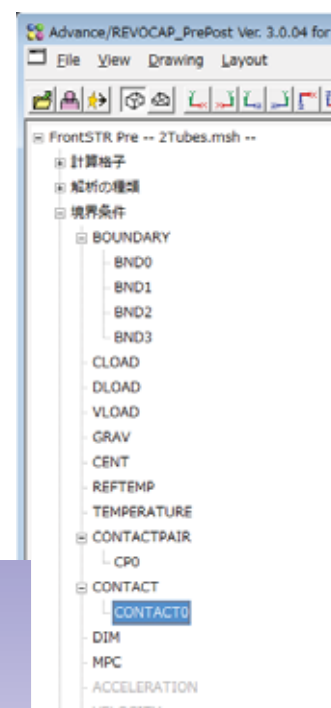 Advance/REVOCAP_PrePost Ver. 3.0.04 for
File View Drawing Layout
FrontSTR Pre -- 2Tubes.msh --
計算格子
解析の種類
境界条件
BOUNDARY
BND0
BND1
BND2
BND3
CLOAD
DLOAD
VLOAD
GRAV
CENT
REFTEMP
TEMPERATURE
CONTACTPAIR
CP0
CONTACT
CONTACT0
DIM
MPC
ACCELERATION